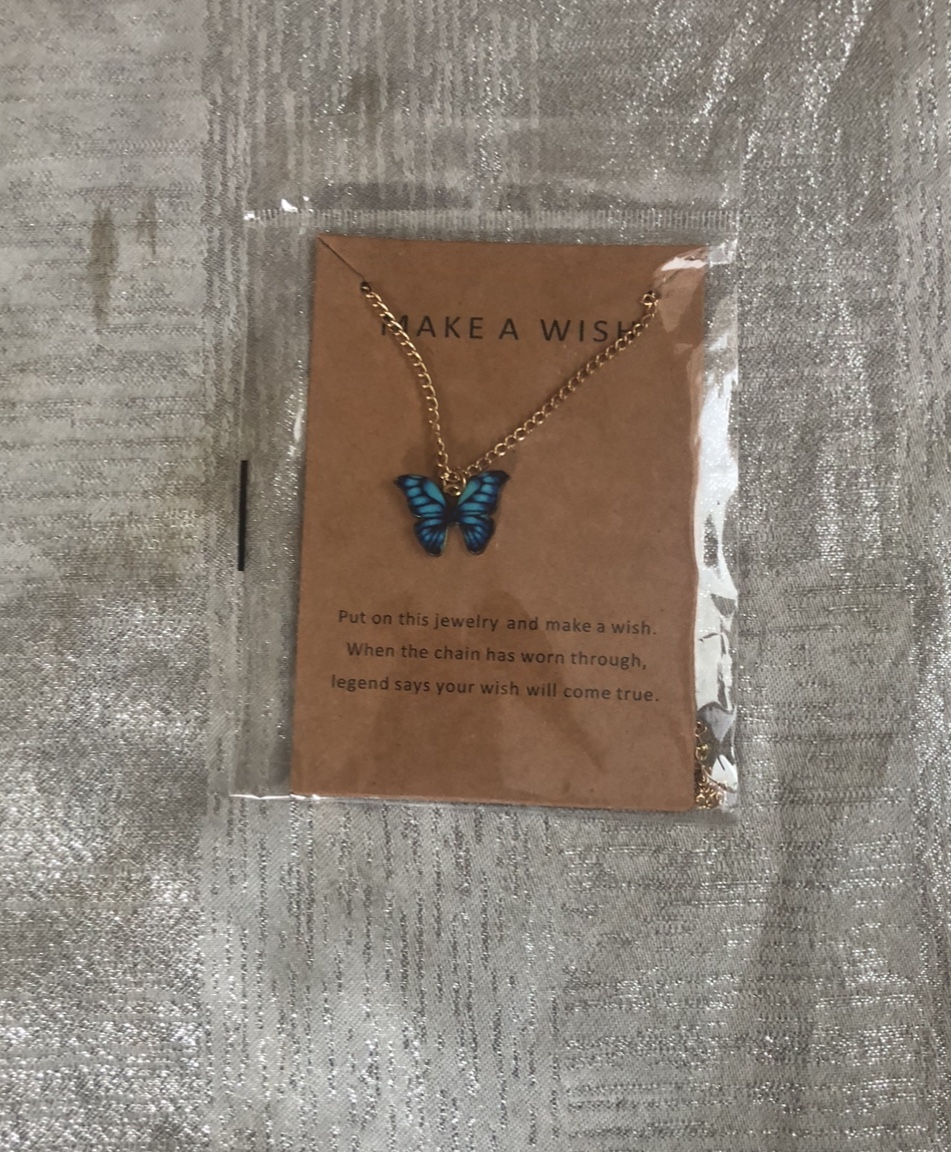 MAKE A WISH
Put on this jewelry and make a wish.
When the chain has worn through,
legend says your wish will come true.